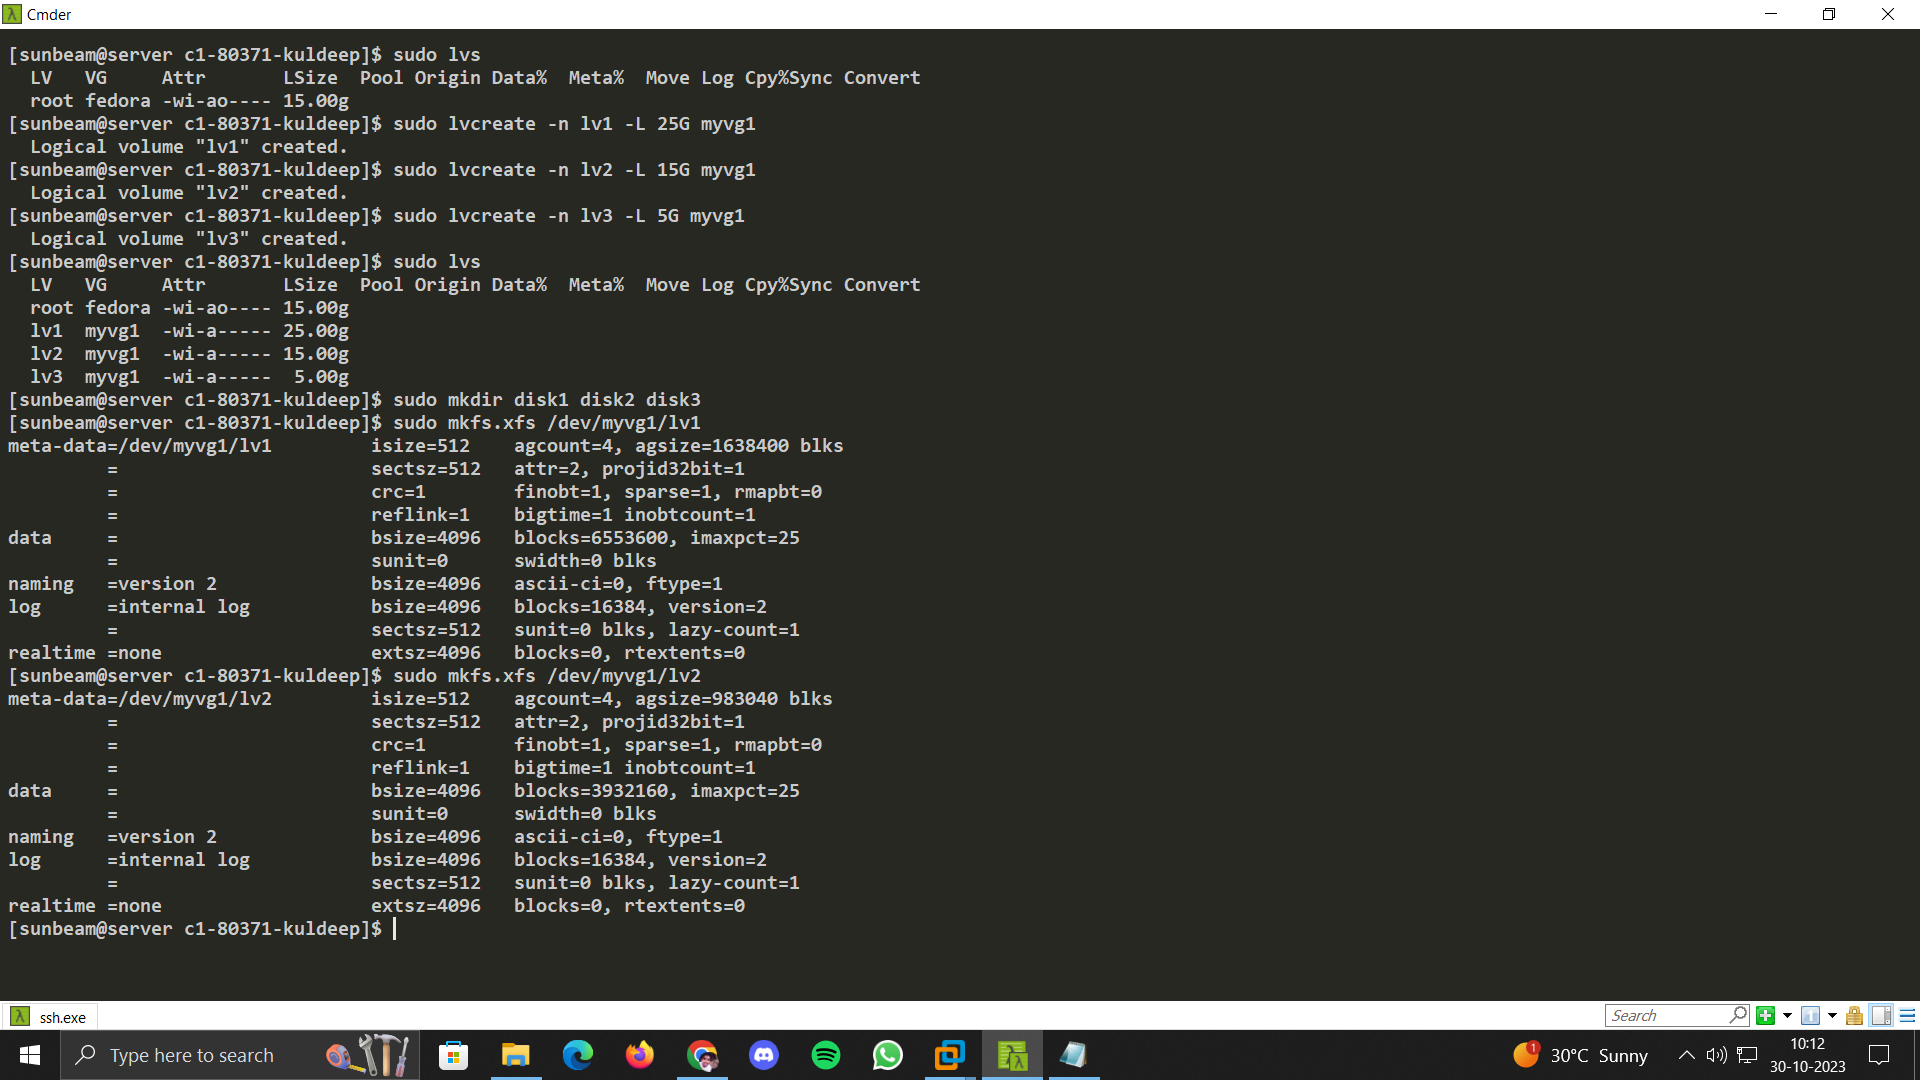 Cmder
[sunbeam@server c1-80371-kuldeep]$ sudo lvs
  LV   VG     Attr       LSize  Pool Origin Data%  Meta%  Move Log Cpy%Sync Convert
  root fedora -wi-ao---- 15.00g
[sunbeam@server c1-80371-kuldeep]$ sudo lvcreate -n lv1 -L 25G myvg1
  Logical volume "lv1" created.
[sunbeam@server c1-80371-kuldeep]$ sudo lvcreate -n lv2 -L 15G myvg1
  Logical volume "lv2" created.
[sunbeam@server c1-80371-kuldeep]$ sudo lvcreate -n lv3 -L 5G myvg1
  Logical volume "lv3" created.
[sunbeam@server c1-80371-kuldeep]$ sudo lvs
  LV   VG     Attr       LSize  Pool Origin Data%  Meta%  Move Log Cpy%Sync Convert
  root fedora -wi-ao---- 15.00g
  lv1  myvg1  -wi-a----- 25.00g
  lv2  myvg1  -wi-a----- 15.00g
  lv3  myvg1  -wi-a-----  5.00g
[sunbeam@server c1-80371-kuldeep]$ sudo mkdir disk1 disk2 disk3
[sunbeam@server c1-80371-kuldeep]$ sudo mkfs.xfs /dev/myvg1/lv1
meta-data=/dev/myvg1/lv1         isize=512    agcount=4, agsize=1638400 blks
         =                       sectsz=512   attr=2, projid32bit=1
         =                       crc=1        finobt=1, sparse=1, rmapbt=0
         =                       reflink=1    bigtime=1 inobtcount=1
data     =                       bsize=4096   blocks=6553600, imaxpct=25
         =                       sunit=0      swidth=0 blks
naming   =version 2              bsize=4096   ascii-ci=0, ftype=1
log      =internal log           bsize=4096   blocks=16384, version=2
         =                       sectsz=512   sunit=0 blks, lazy-count=1
realtime =none                   extsz=4096   blocks=0, rtextents=0
[sunbeam@server c1-80371-kuldeep]$ sudo mkfs.xfs /dev/myvg1/lv2
meta-data=/dev/myvg1/lv2         isize=512    agcount=4, agsize=983040 blks
         =                       sectsz=512   attr=2, projid32bit=1
         =                       crc=1        finobt=1, sparse=1, rmapbt=0
         =                       reflink=1    bigtime=1 inobtcount=1
data     =                       bsize=4096   blocks=3932160, imaxpct=25
         =                       sunit=0      swidth=0 blks
naming   =version 2              bsize=4096   ascii-ci=0, ftype=1
log      =internal log           bsize=4096   blocks=16384, version=2
         =                       sectsz=512   sunit=0 blks, lazy-count=1
realtime =none                   extsz=4096   blocks=0, rtextents=0
[sunbeam@server c1-80371-kuldeep]$
ssh.exe
Search
Type here to search
1
30°C Sunny
10:12
30-10-2023